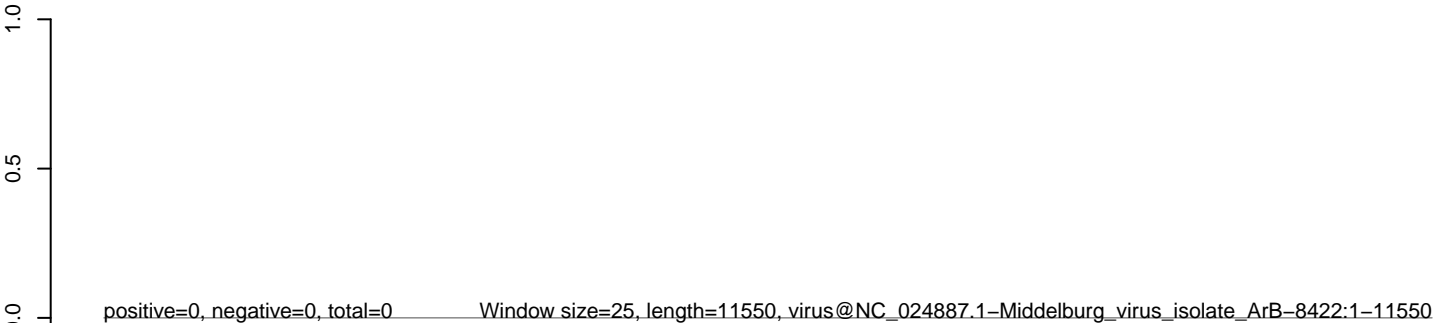 1.0
0.5
0.0
positive=0, negative=0, total=0 Window size=25, length=11550, virus@NC_024887.1−Middelburg_virus_isolate_ArB−8422:1−11550